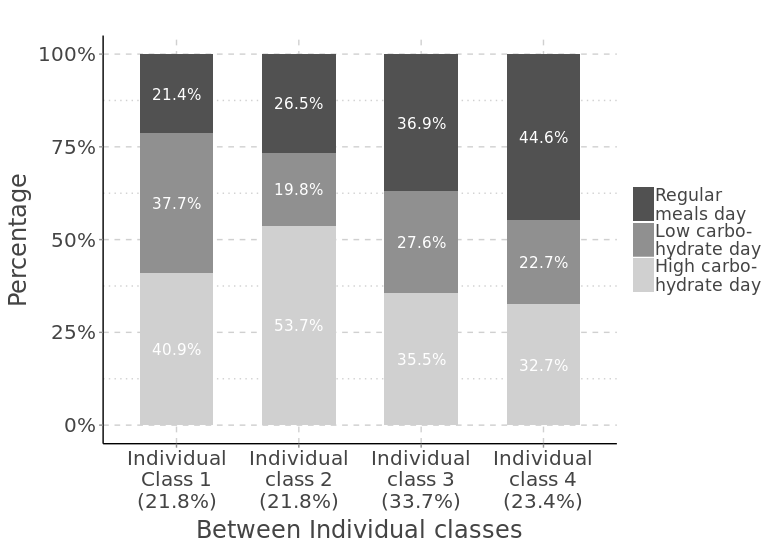 100%
75%
50%
25%
0%
Percentage
21.4%
37.7%
40.9%
26.5%
19.8%
53.7%
36.9%
27.6%
35.5%
44.6%
22.7%
32.7%
Individual
Class 1
(21.8%)
Individual
class 2
(21.8%)
Individual
class 3
(33.7%)
Individual
class 4
(23.4%)
Between Individual classes
Regular
meals day
Low carbo-
hydrate day
High carbo-
hydrate day